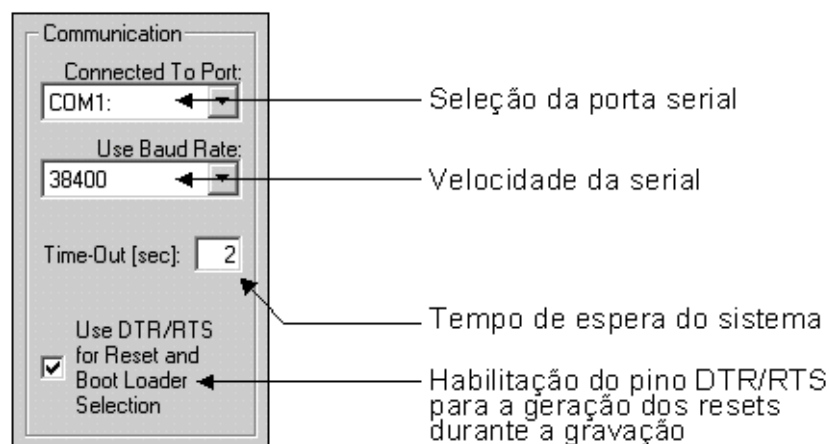 Communication
Connected To Port:
COM1:
Seleção da porta serial
Use Baud Rate:
38400
Velocidade da serial
Time-Out [sec]: 2
Tempo de espera do sistema
Use DTR/RTS
for Reset and
Boot Loader
Selection
Habilitação do pino DTR/RTS
para a geração dos resets
durante a gravação